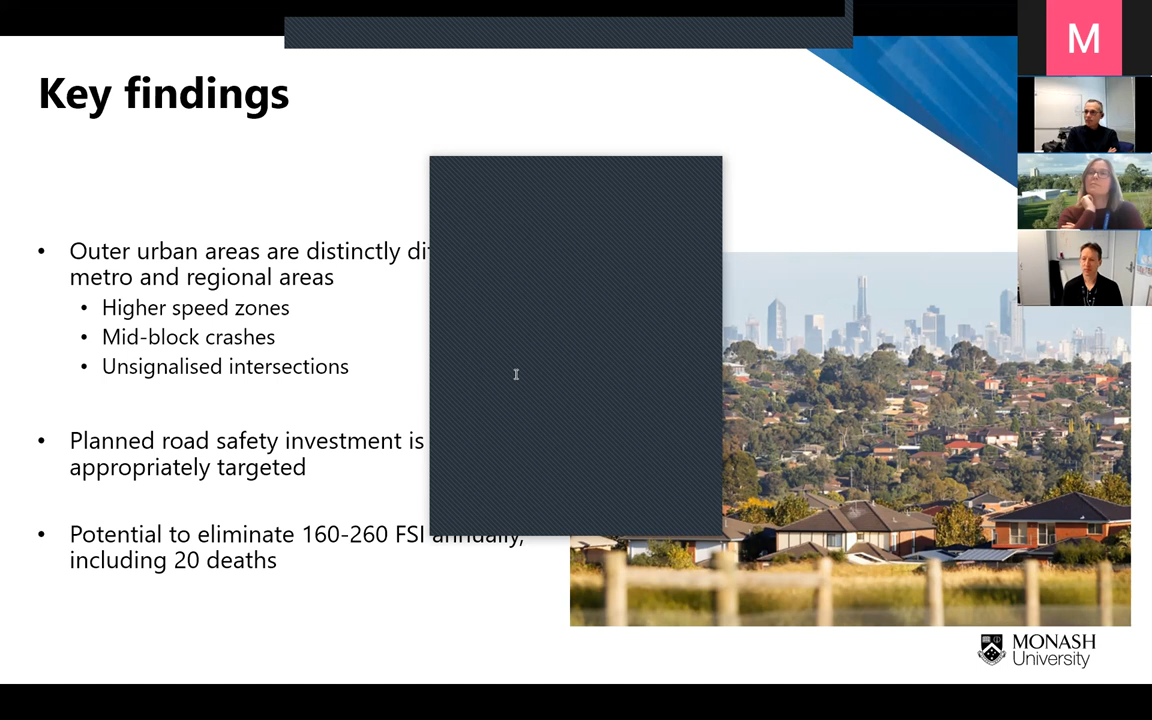 M
Key findings
• Outer urban areas are distinctly
metro and regional areas
• Higher speed zones
• Mid-block crashes
• Unsignalised intersections
• Planned road safety investment is
appropriately targeted
• Potential to eliminate 160-260 FSI annually,
including 20 deaths
MONASH
University